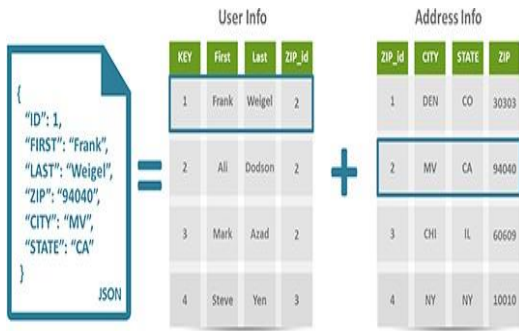 User Info
Address Info
KEY First Last ZIP_id
ZIP_id CITY STATE ZIP
1 Frank Weigel 2
1 DEN CO 30303
{
"ID": 1,
"FIRST": "Frank",
"LAST": "Weigel",
"ZIP": "94040",
"CITY": "MV",
"STATE": "CA"
}
JSON
=
2 Ali Dodson 2
+
2 MV CA 94040
3 Mark Azad 2
3 CHI IL 60609
4 Steve Yen 3
4 NY NY 10010